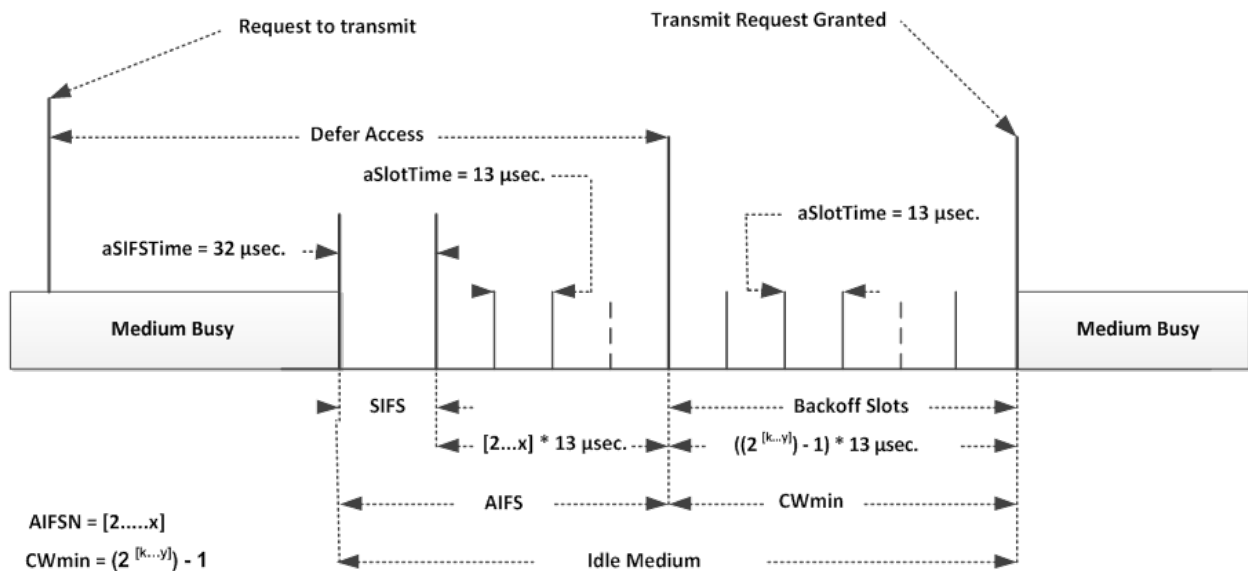 Request to transmit
Transmit Request Granted
Defer Access
aSlotTime = 13 µsec.
aSlotTime = 13 µsec.
aSIFSTime = 32 µsec.
Medium Busy
Medium Busy
SIFS
Backoff Slots
[2...x] * 13 µsec.
((2 [k...y]) - 1) * 13 µsec.
AIFS
CWmin
AIFSN = [2.....x]
CWmin = (2 [k...y]) - 1
Idle Medium